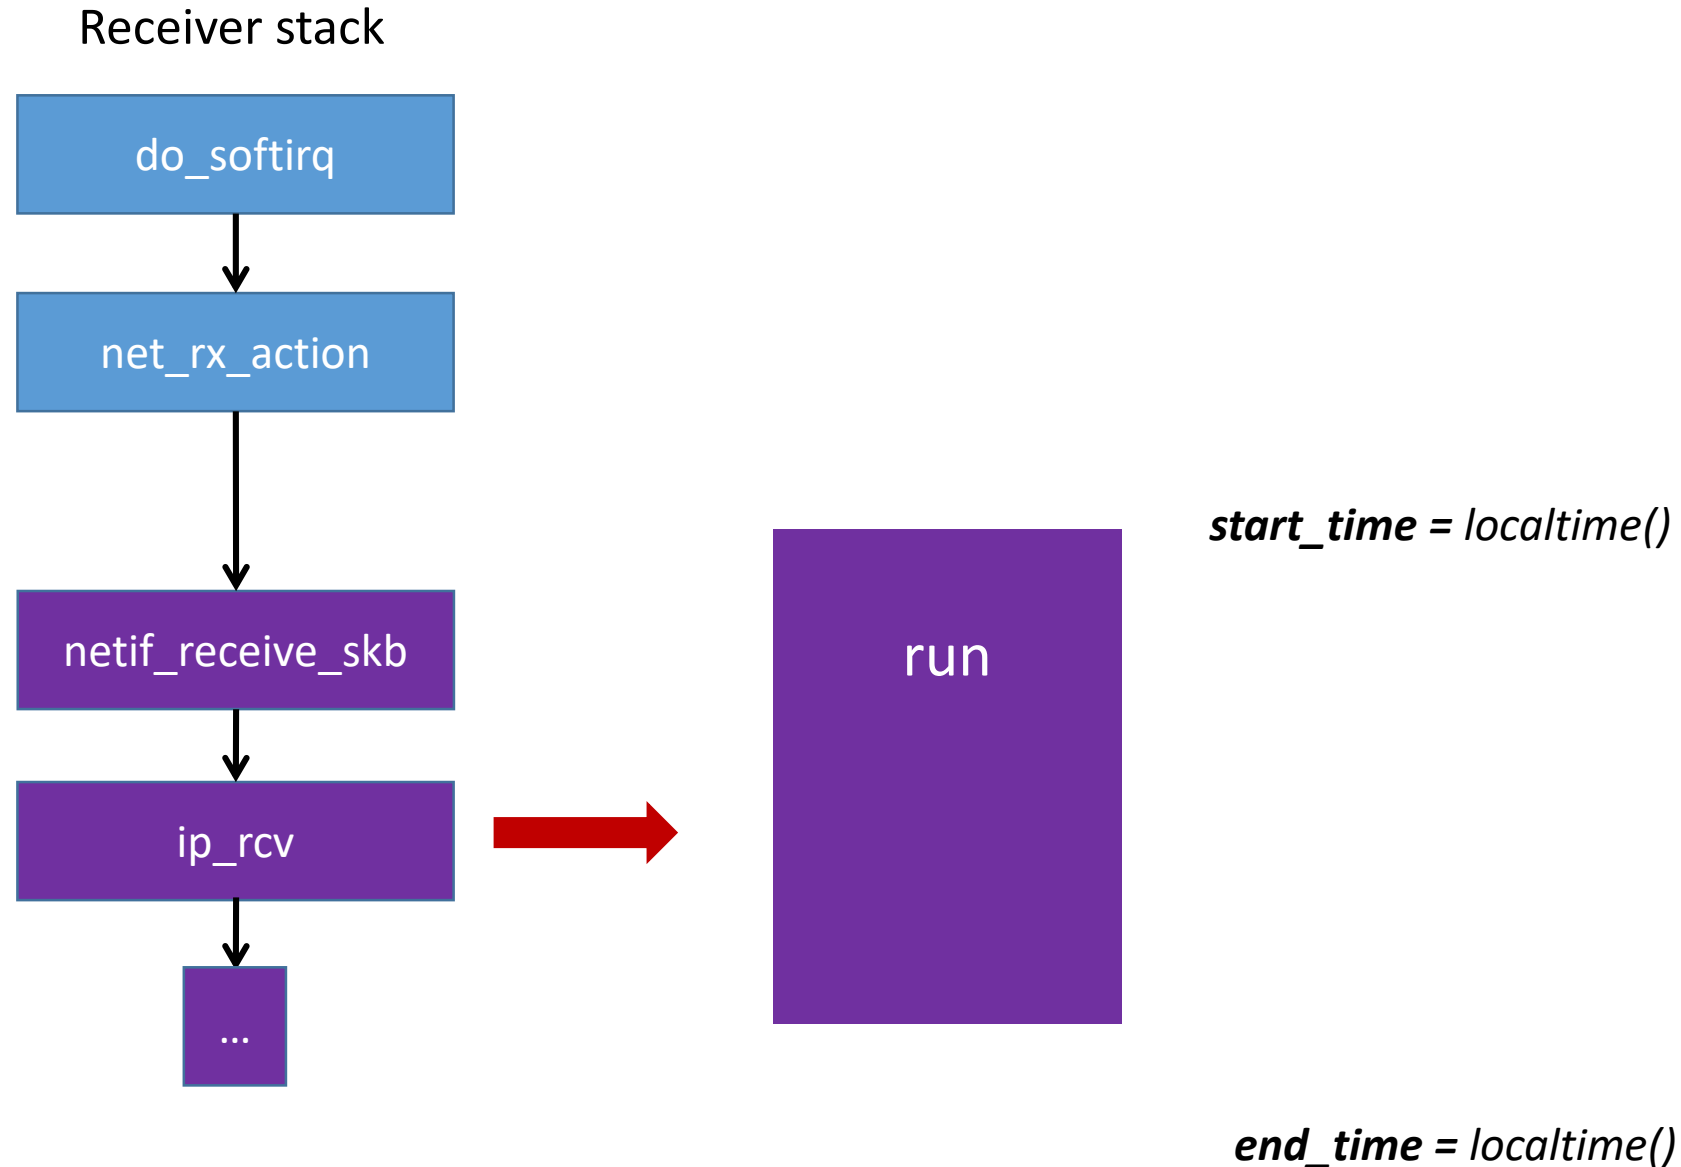 Receiver stack
do_softirq
net_rx_action
netif_receive_skb
ip_rcv
...
run
start_time = localtime()
end_time = localtime()